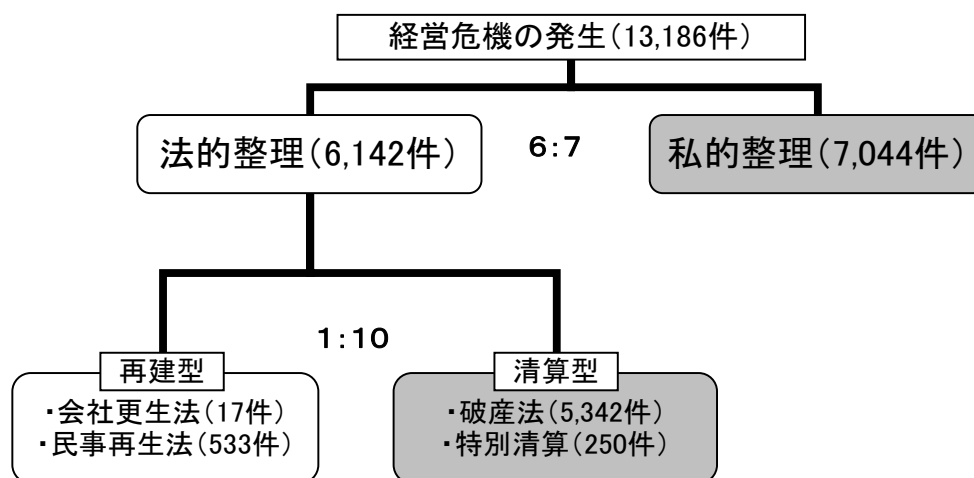 経営危機の発生(13,186件)
法的整理(6,142件)
6:7
私的整理(7,044件)
1:10
再建型
・会社更生法(17件)
・民事再生法(533件)
清算型
・破産法(5,342件)
・特別清算(250件)